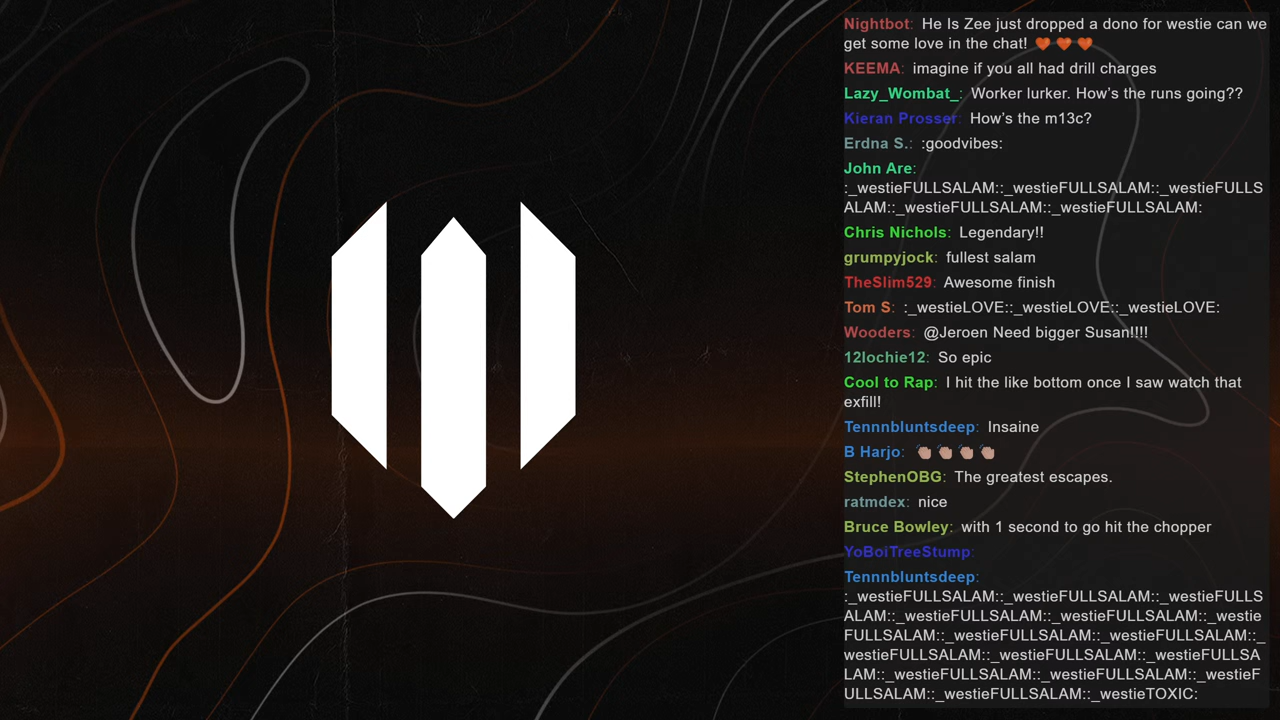 Nightbot: He Is Zee just dropped a dono for westie can we
get some love in the chat! 🧡 🧡 🧡
KEEMA: imagine if you all had drill charges
Lazy_Wombat_: Worker lurker. How's the runs going??
Kieran Prosser: How's the m13c?
Erdna S.: :goodvibes:
John Are:
:_westieFULLSALAM::_westieFULLSALAM::_westieFULLS
ALAM::_westieFULLSALAM::_westieFULLSALAM:
Chris Nichols: Legendary!!
grumpyjock: fullest salam
TheSlim529: Awesome finish
Tom S: :_westieLOVE::_westieLOVE::_westieLOVE:
Wooders: @Jeroen Need bigger Susan!!!!
12lochie12: So epic
Cool to Rap: I hit the like bottom once I saw watch that
exfill!
Tennnbluntsdeep: Insaine
B Harjo: 👏🏼 👏🏼 👏🏼 👏🏼
StephenOBG: The greatest escapes.
ratmdex: nice
Bruce Bowley: with 1 second to go hit the chopper
YoBoiTreeStump:
Tennnbluntsdeep:
:_westieFULLSALAM::_westieFULLSALAM::_westieFULLS
ALAM::_westieFULLSALAM::_westieFULLSALAM::_westie
FULLSALAM::_westieFULLSALAM::_westieFULLSALAM::_
westieFULLSALAM::_westieFULLSALAM::_westieFULLSA
LAM::_westieFULLSALAM::_westieFULLSALAM::_westieF
ULLSALAM::_westieFULLSALAM::_westieTOXIC: